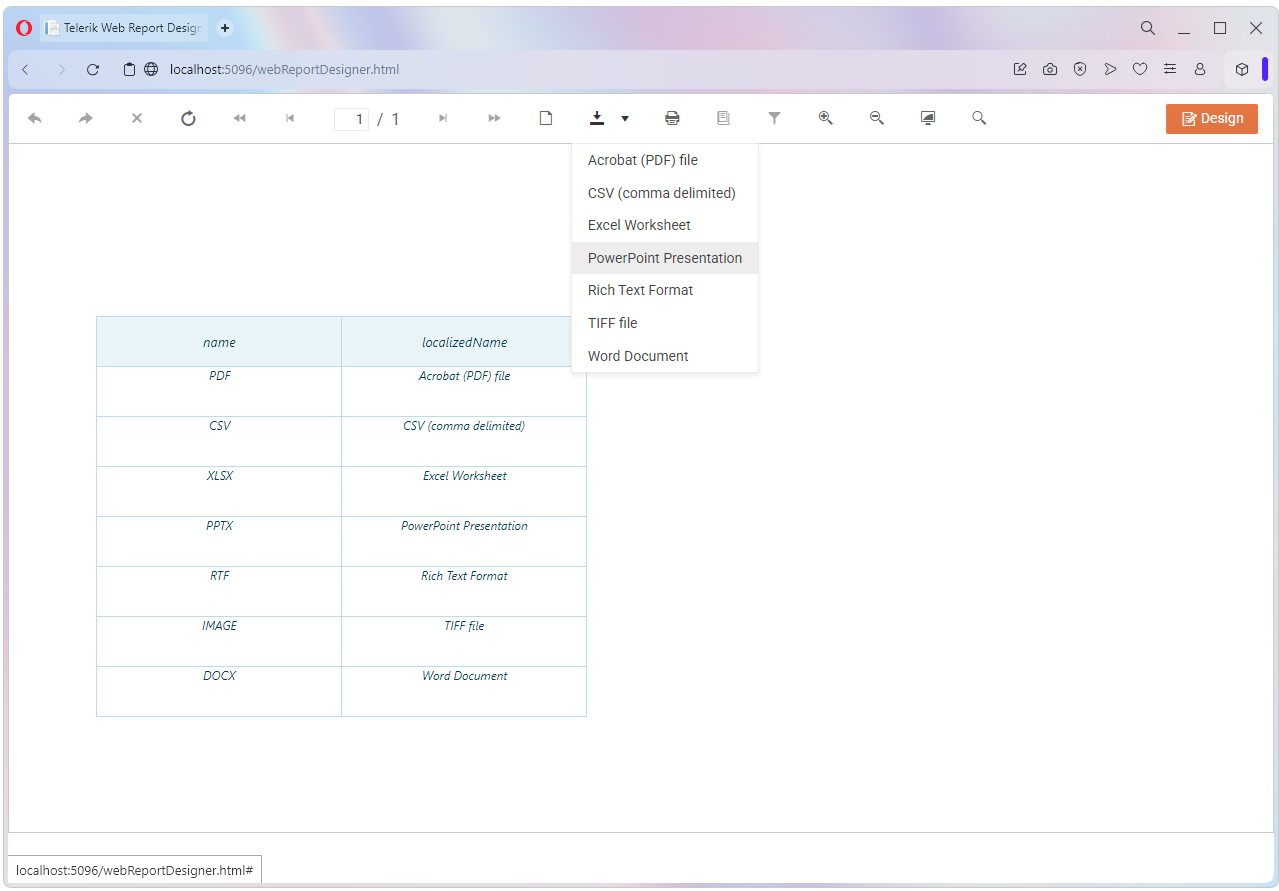 Telerik Web Report Design
localhost:5096/webReportDesigner.html
1 / 1
Design
Acrobat (PDF) file
CSV (comma delimited)
Excel Worksheet
PowerPoint Presentation
Rich Text Format
TIFF file
Word Document
name localizedName
PDF Acrobat (PDF) file
CSV CSV (comma delimited)
XLSX Excel Worksheet
PPTX PowerPoint Presentation
RTF Rich Text Format
IMAGE TIFF file
DOCX Word Document
localhost:5096/webReportDesigner.html#